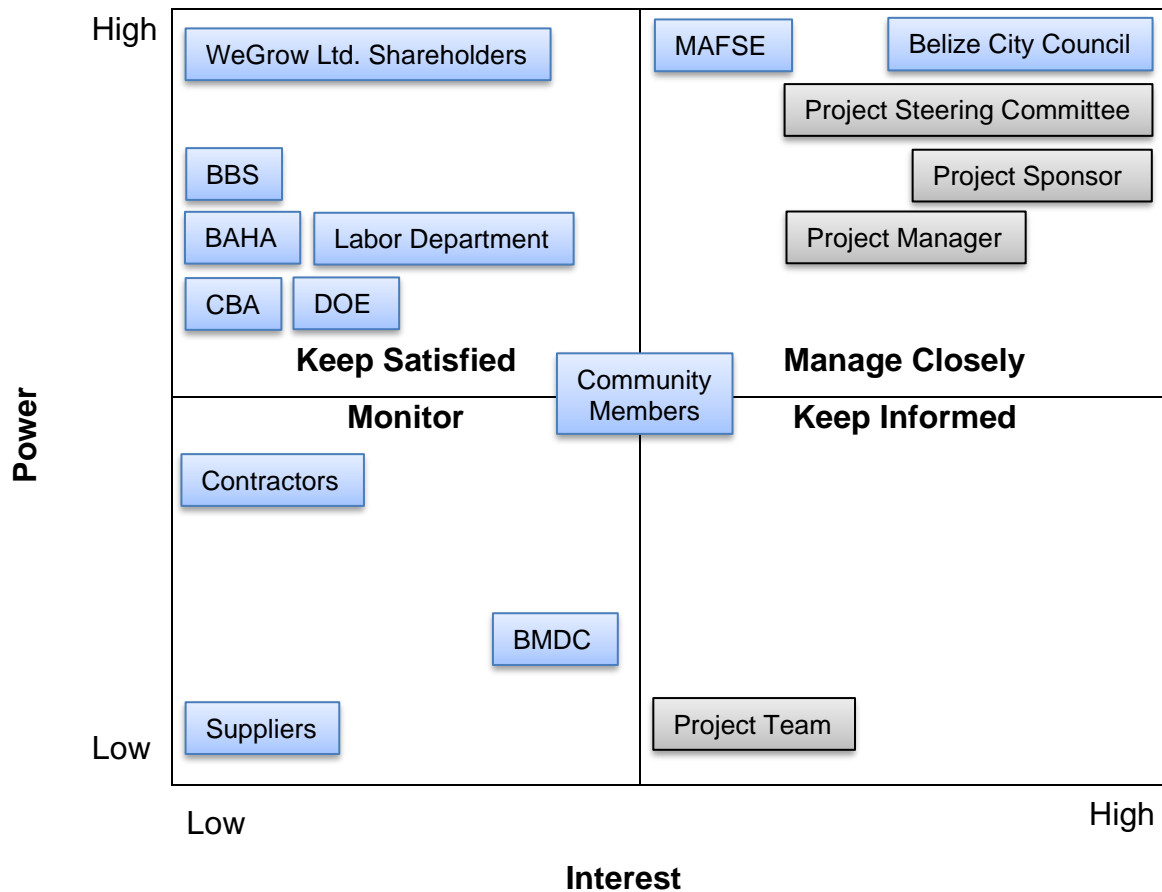 High
WeGrow Ltd. Shareholders
MAFSE
Belize City Council
Project Steering Committee
BBS
Project Sponsor
BAHA
Labor Department
Project Manager
CBA
DOE
Keep Satisfied
Manage Closely
Community
Members
Monitor
Keep Informed
Power
Contractors
BMDC
Suppliers
Project Team
Low
Low
High
Interest